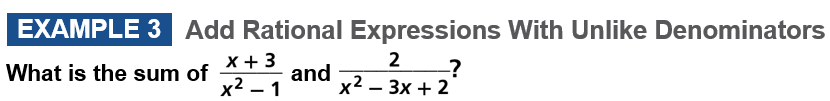 EXAMPLE 3 Add Rational Expressions With Unlike Denominators
What is the sum of (x + 3)/(x² – 1) and 2/(x² – 3x + 2)?